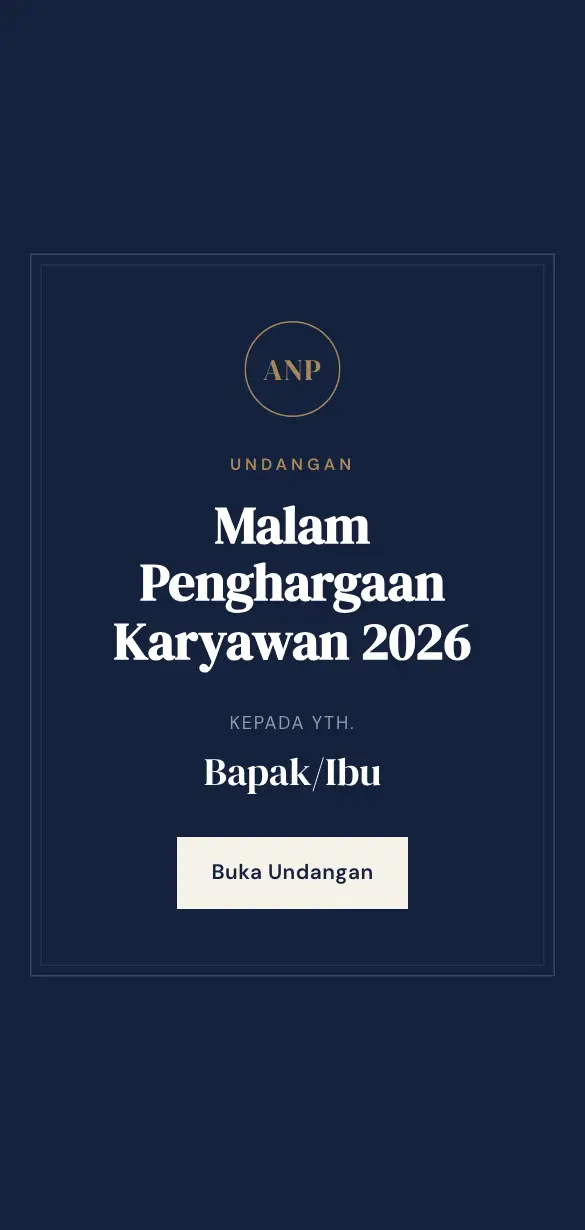 ANP
UNDANGAN
Malam
Penghargaan
Karyawan 2026
KEPADA YTH.
Bapak/Ibu
Buka Undangan